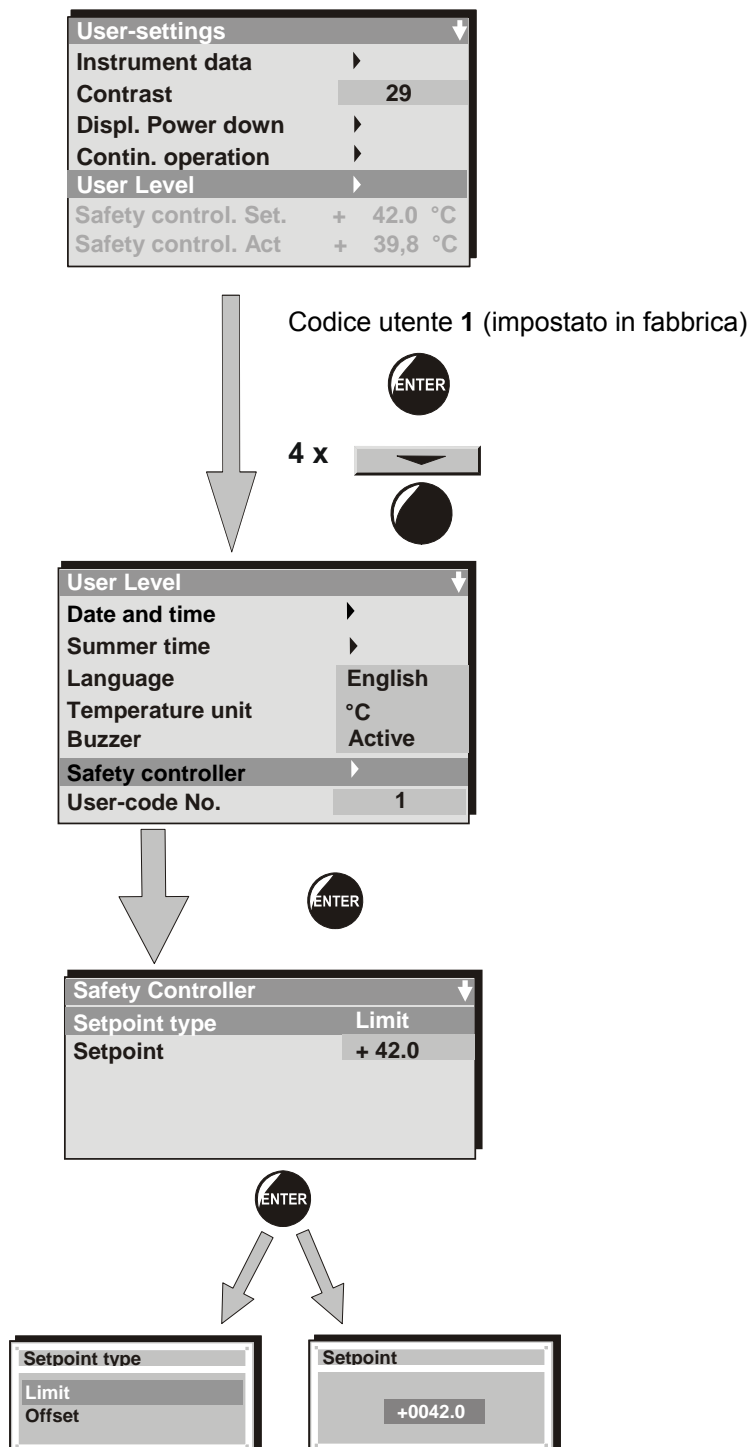 User-settings
Instrument data
Contrast 29
Displ. Power down
Contin. operation
User Level
Safety control. Set. + 42.0 °C
Safety control. Act + 39,8 °C
Codice utente 1 (impostato in fabbrica)
ENTER
4 x
User Level
Date and time
Summer time
Language English
Temperature unit °C
Buzzer Active
Safety controller
User-code No. 1
ENTER
Safety Controller
Setpoint type Limit
Setpoint + 42.0
ENTER
Setpoint type
Limit
Offset
Setpoint
+0042.0